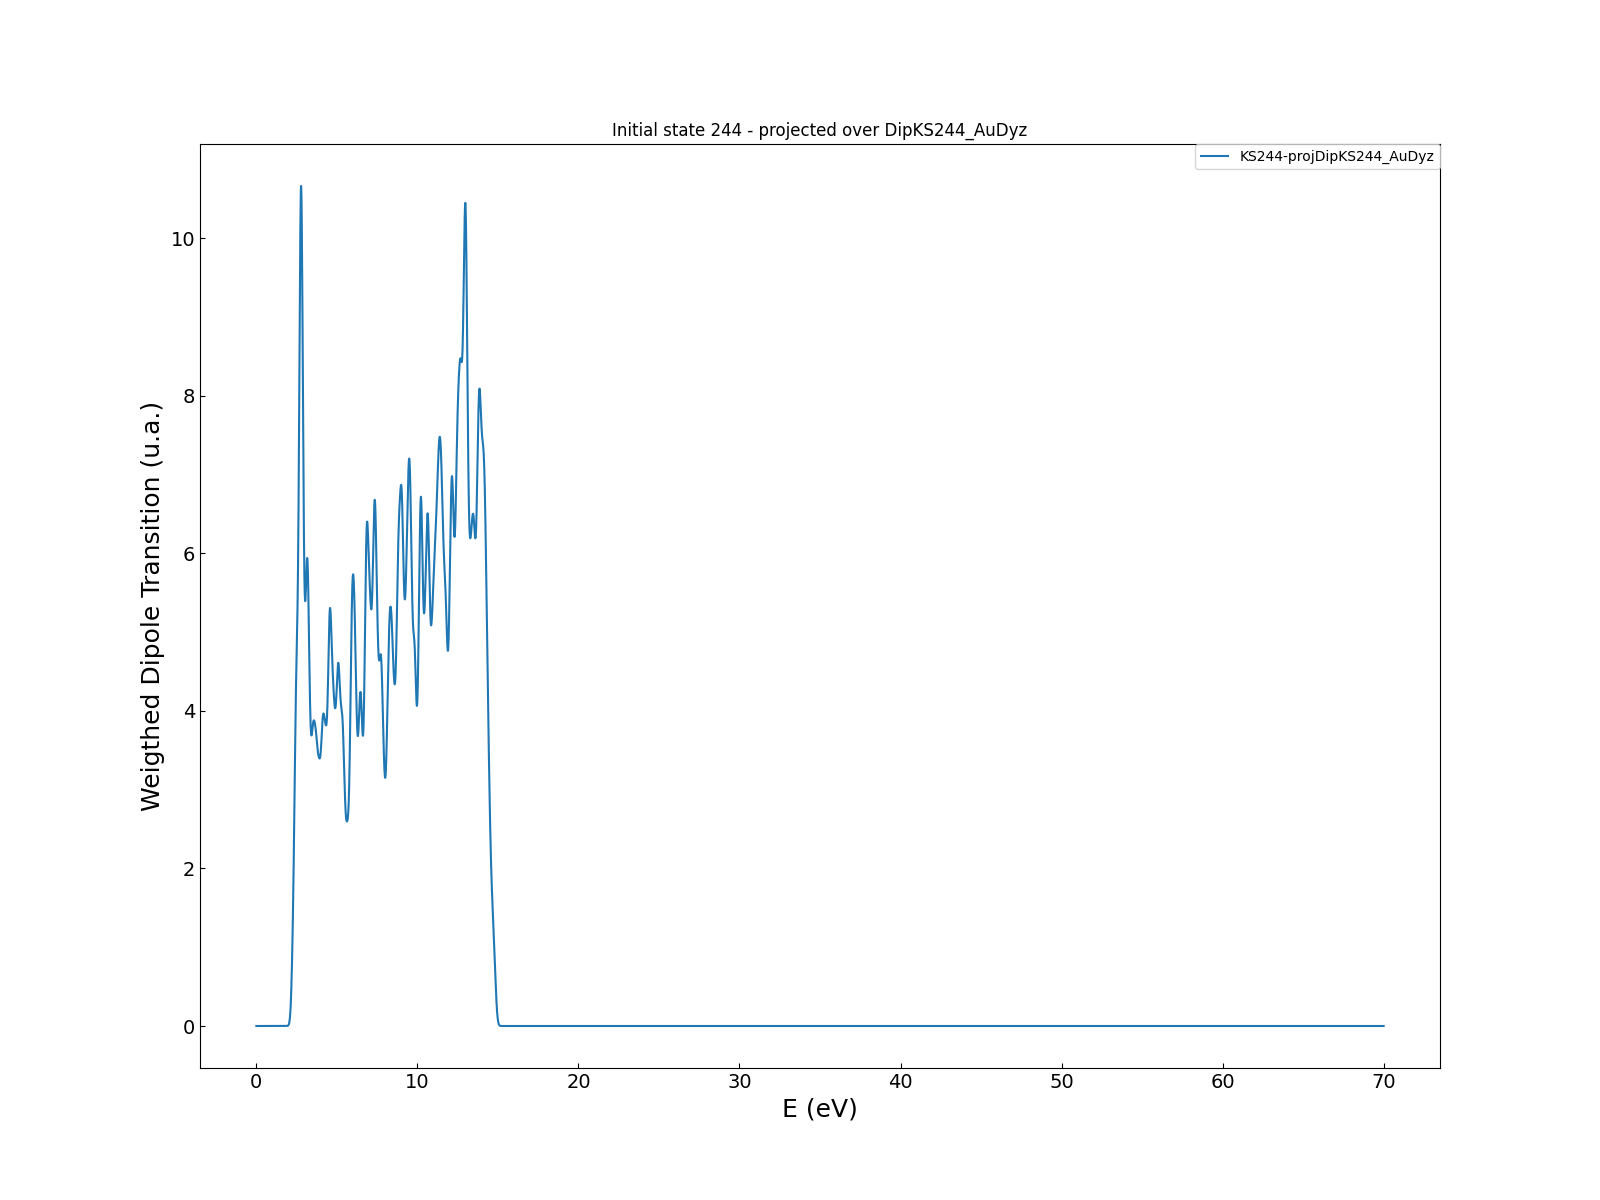 Initial state 244 - projected over DipKS244_AuDyz
KS244-projDipKS244_AuDyz
Weigthed Dipole Transition (u.a.)
10
8
6
4
2
0
0 10 20 30 40 50 60 70
E (eV)